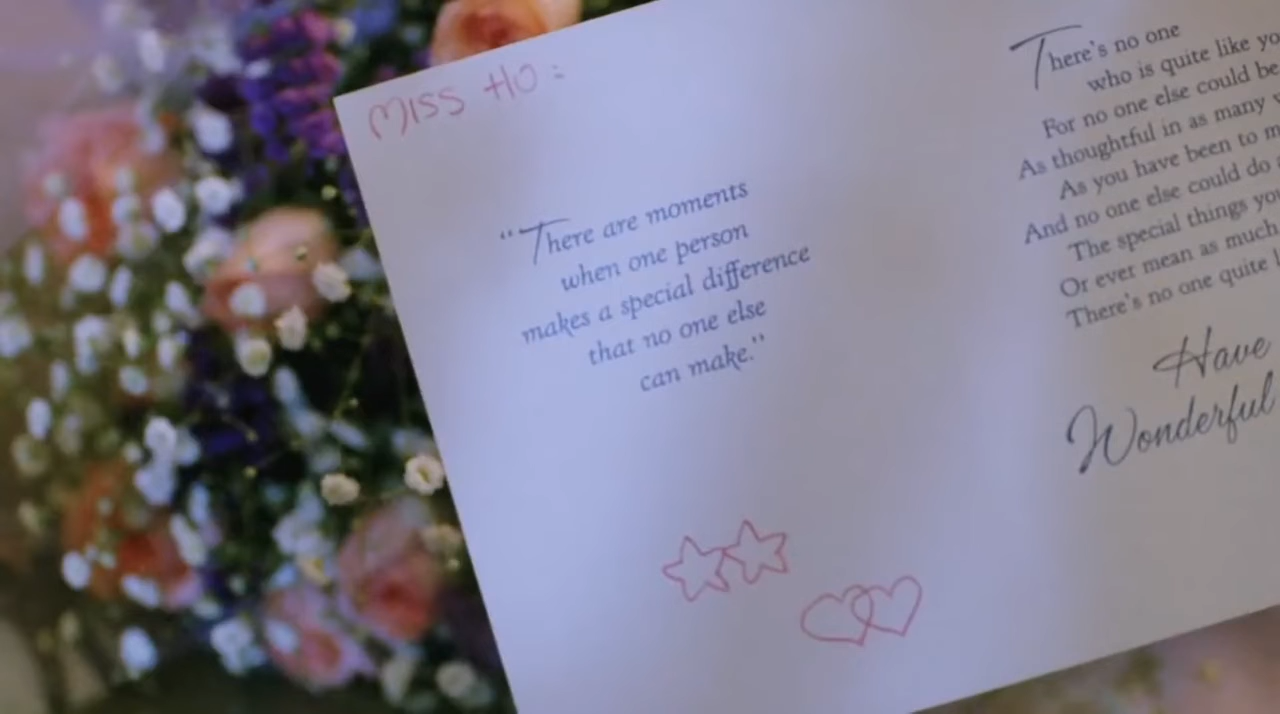 MISS HO:
"There are moments
when one person
makes a special difference
that no one else
can make."
There's no one
who is quite like
For no one else could be
As thoughtful in as many
As you have been to
And no one else could do
The special things
Or ever mean as much
There's no one quite
Have
Wonderful